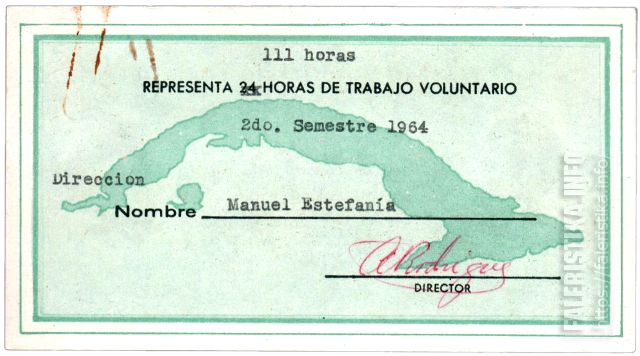 111 horas
REPRESENTA 24 HORAS DE TRABAJO VOLUNTARIO
2do. Semestre 1964
Direccion
Nombre Manuel Estefanía
A Rodriguez
DIRECTOR
FALERISTIKA.INFO
https://faleristika.info